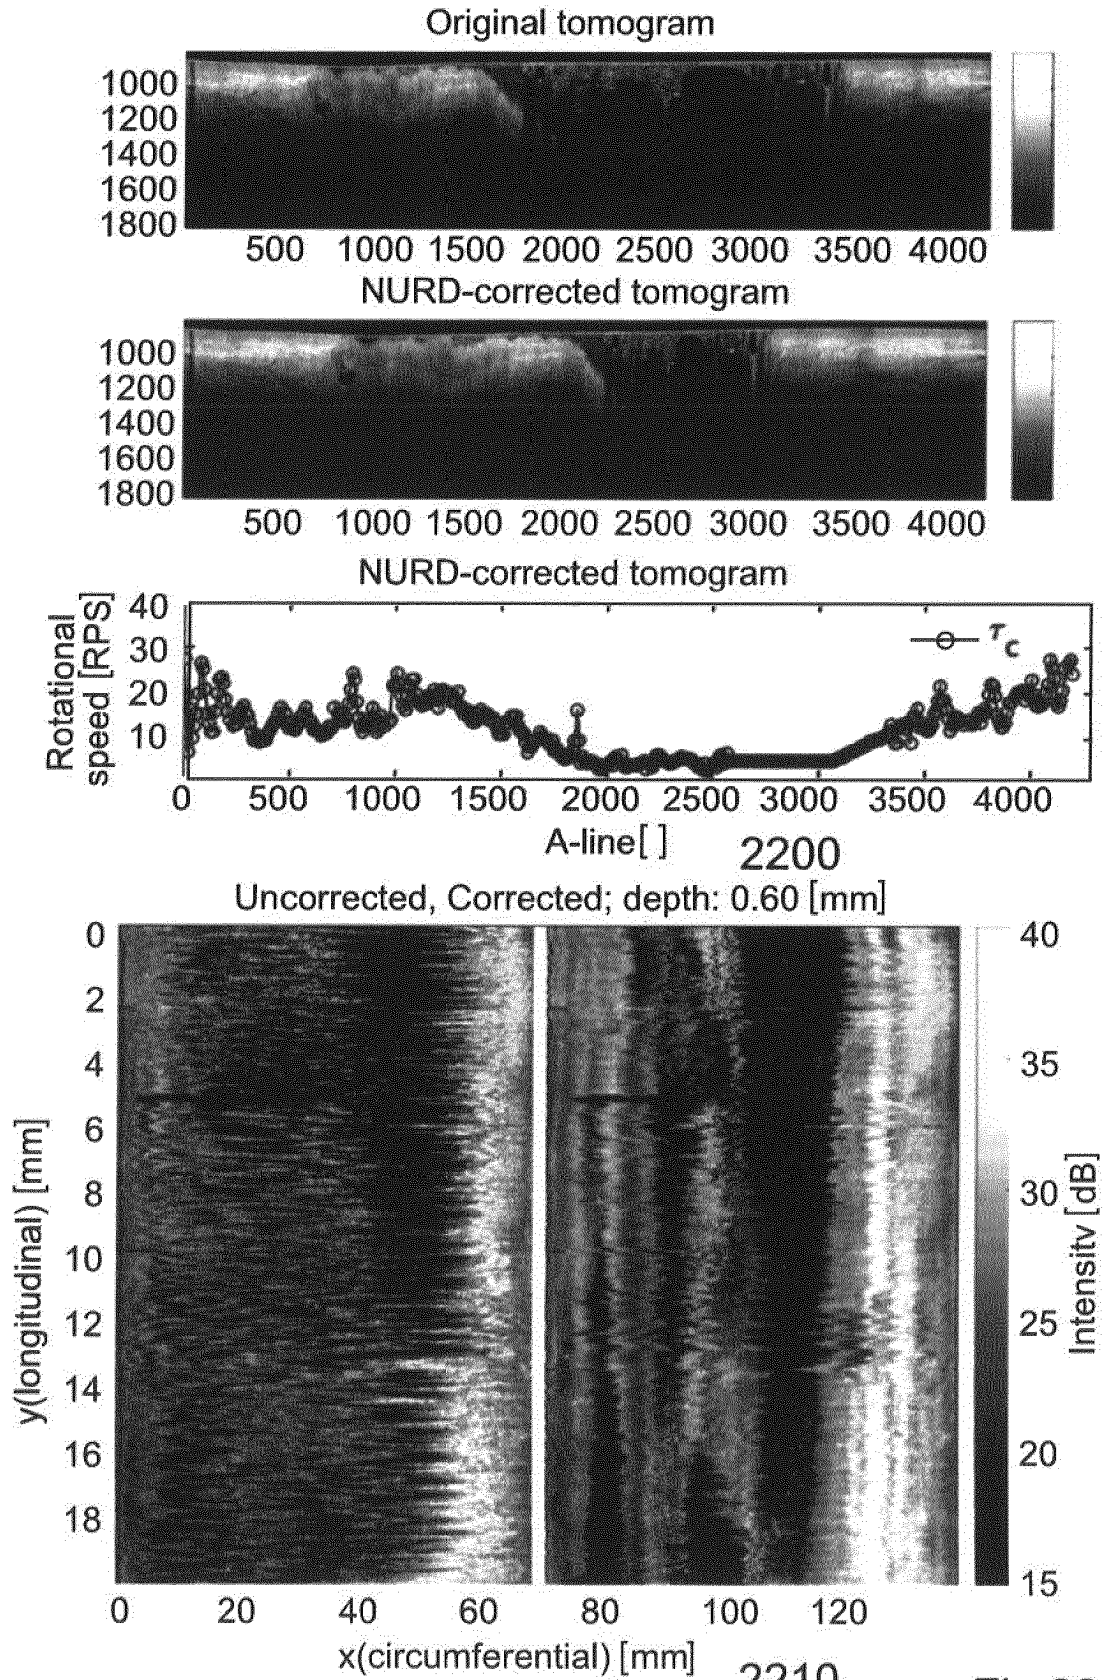 Original tomogram
1000
1200
1400
1600
1800
500 1000 1500 2000 2500 3000 3500 4000
NURD-corrected tomogram
1000
1200
1400
1600
1800
500 1000 1500 2000 2500 3000 3500 4000
NURD-corrected tomogram
Rotational
speed [RPS]
40
30
20
10
τc
0 500 1000 1500 2000 2500 3000 3500 4000
A-line[ ]
2200
Uncorrected, Corrected; depth: 0.60 [mm]
y(longitudinal) [mm]
0
2
4
6
8
10
12
14
16
18
40
35
30
25
20
15
Intensity [dB]
0 20 40 60 80 100 120
x(circumferential) [mm]
2210